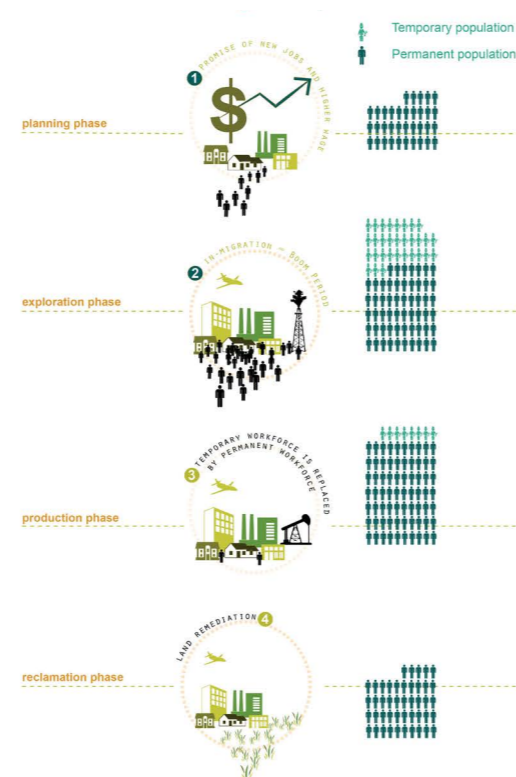 Temporary population
Permanent population
1
PROMISE OF NEW JOBS AND HIGHER WAGE
$
planning phase
2
IN-MIGRATION — BOOM PERIOD
exploration phase
3
TEMPORARY WORKFORCE IS REPLACED
BY PERMANENT WORKFORCE
production phase
LAND REMEDIATION
4
reclamation phase